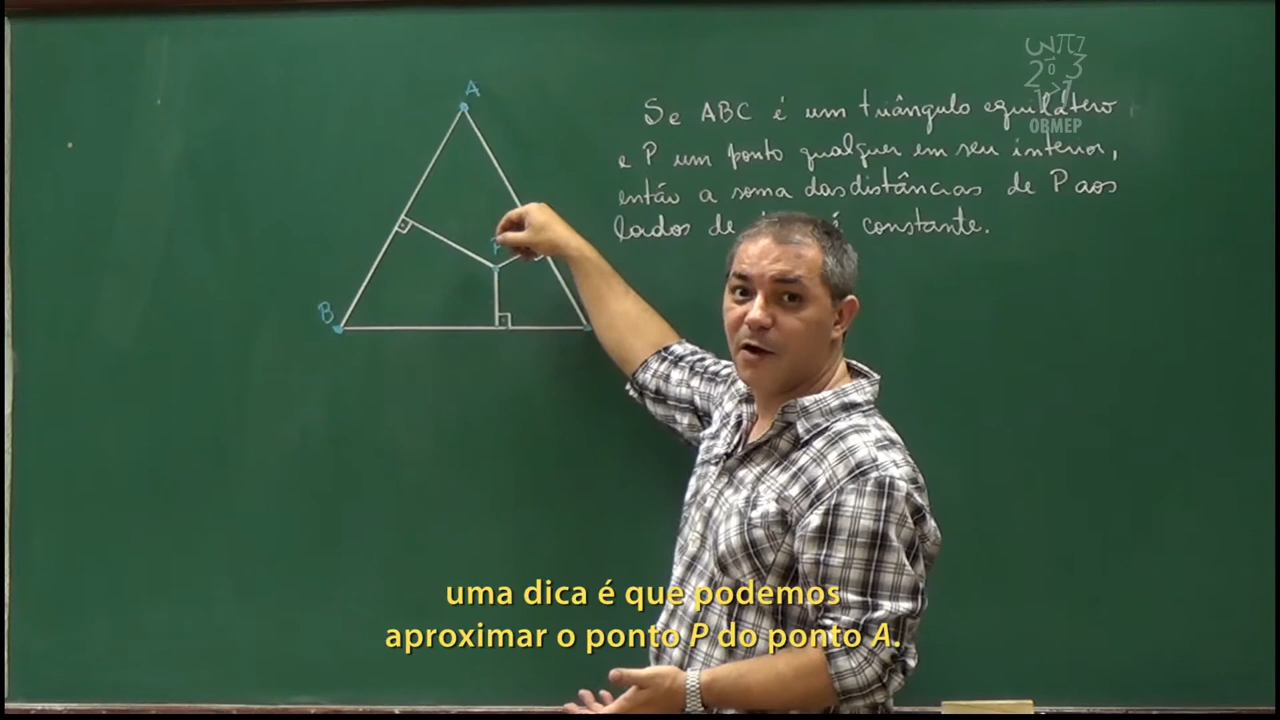 A
B
P
Se ABC é um triângulo equilátero
e P um ponto qualquer em seu interior,
então a soma das distâncias de P aos
lados de é constante.
OBMEP
uma dica é que podemos
aproximar o ponto P do ponto A.